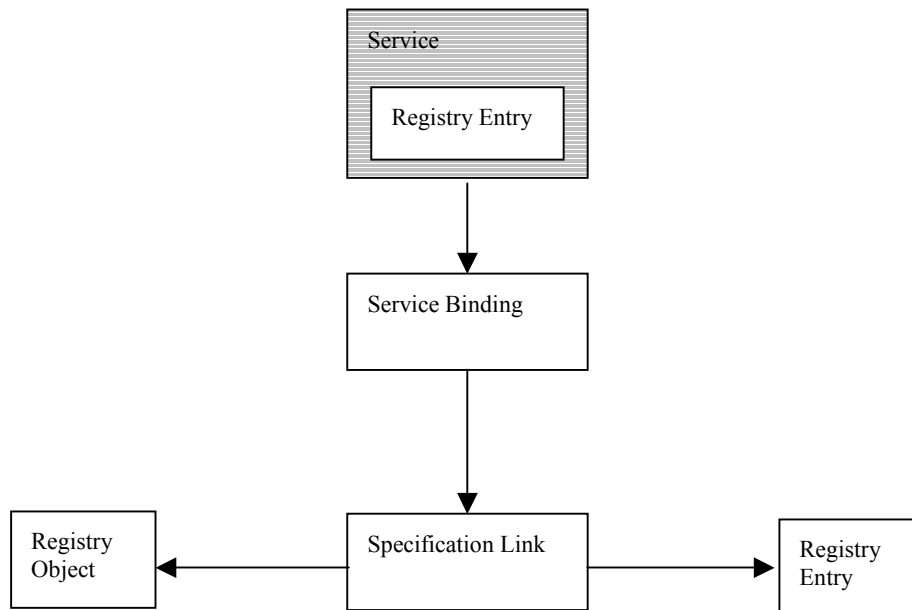 Service
Registry Entry
Service Binding
Registry
Object
Specification Link
Registry
Entry